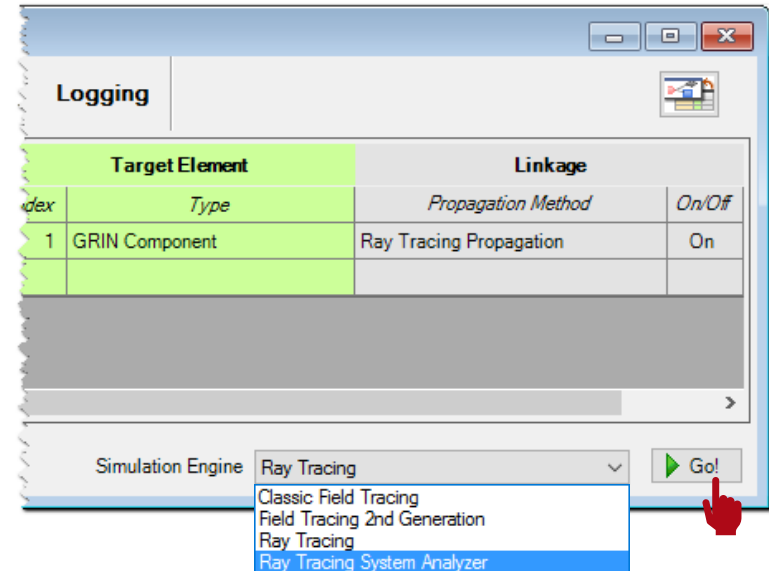 Logging
Target Element Linkage
dex Type Propagation Method On/Off
1 GRIN Component Ray Tracing Propagation On
Simulation Engine Ray Tracing Go!
Classic Field Tracing
Field Tracing 2nd Generation
Ray Tracing
Ray Tracing System Analyzer